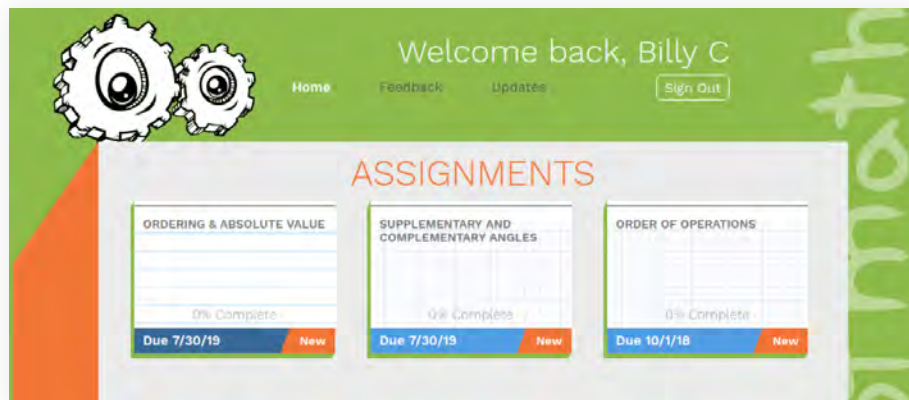 Welcome back, Billy C
Home Feedback Updates Sign Out
ASSIGNMENTS
ORDERING & ABSOLUTE VALUE
0% Complete
Due 7/30/19 New
SUPPLEMENTARY AND
COMPLEMENTARY ANGLES
0% Complete
Due 7/30/19 New
ORDER OF OPERATIONS
0% Complete
Due 10/1/18 New
math